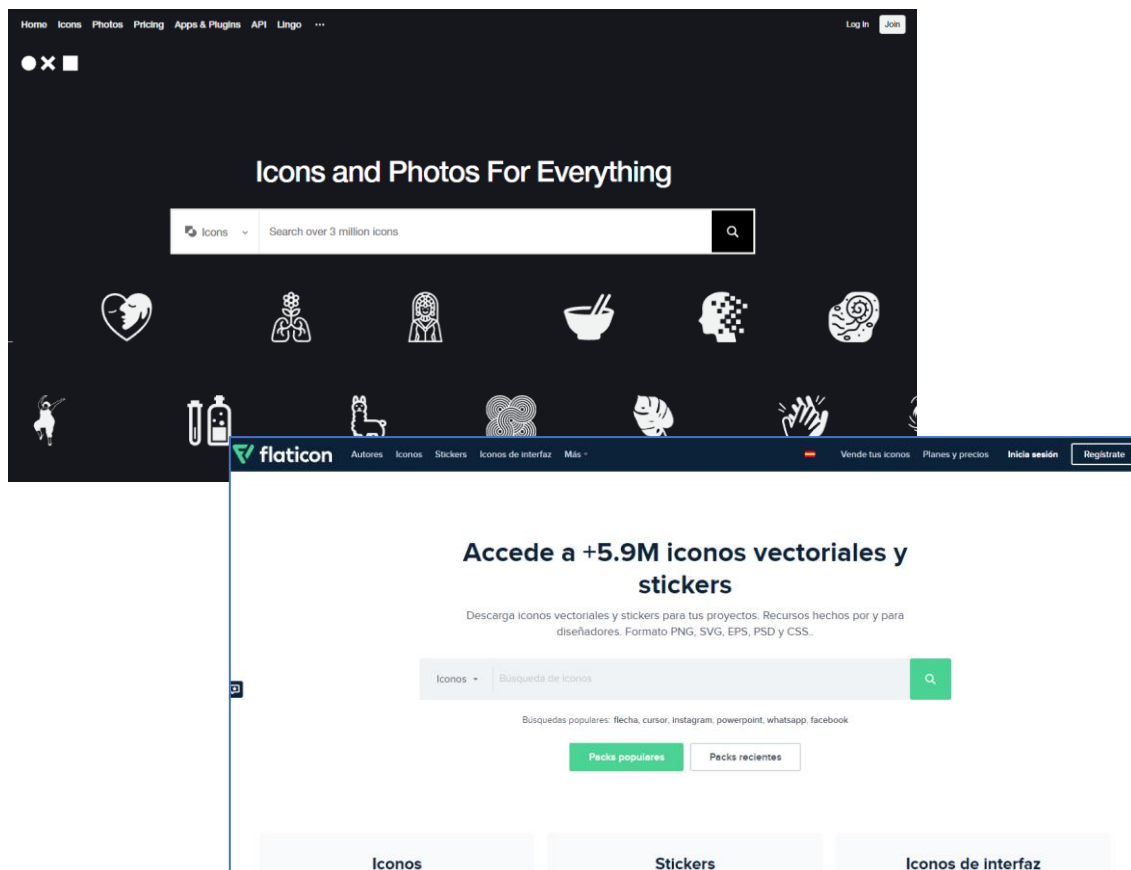 Home Icons Photos Pricing Apps & Plugins API Lingo ···
Log In Join
Icons and Photos For Everything
Icons Search over 3 million icons
flaticon Autores Iconos Stickers Iconos de interfaz Más
Vende tus iconos Planes y precios Inicia sesión Regístrate
Accede a +5.9M iconos vectoriales y
stickers
Descarga iconos vectoriales y stickers para tus proyectos. Recursos hechos por y para
diseñadores. Formato PNG, SVG, EPS, PSD y CSS..
Iconos Búsqueda de iconos
Búsquedas populares: flecha, cursor, instagram, powerpoint, whatsapp, facebook
Packs populares Packs recientes
Iconos Stickers Iconos de interfaz